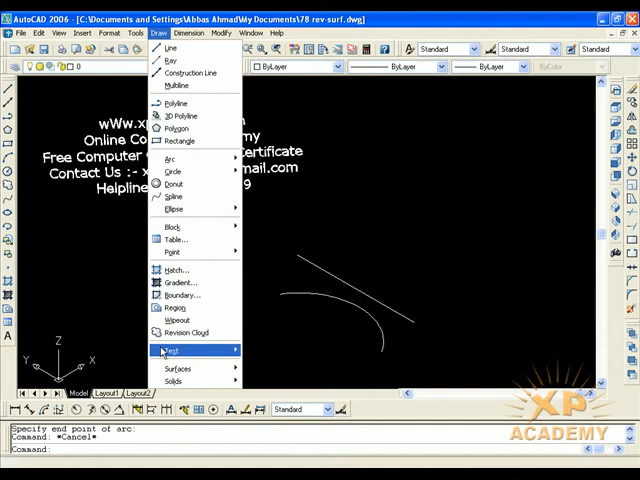 AutoCAD 2006 - [C:\Documents and Settings\Abbas Ahmad\My Documents\78 rev-surf.dwg]
File Edit View Insert Format Tools Draw Dimension Modify Window Help
Standard Standard
0 ByLayer ByLayer ByLayer ByColor
Line
Ray
Construction Line
Multiline
Polyline
3D Polyline
Polygon
Rectangle
Arc
Circle
Donut
Spline
Ellipse
Block
Table...
Point
Hatch...
Gradient...
Boundary...
Region
Wipeout
Revision Cloud
Text
Surfaces
Solids
wWw.xp
Online Co my
Free Computer Certificate
Contact Us :- x mail.com
Helpline 9
Z
Y X
A
Model Layout1 Layout2
Standard
XP
ACADEMY
Specify end point of arc:
Command: *Cancel*
Command: